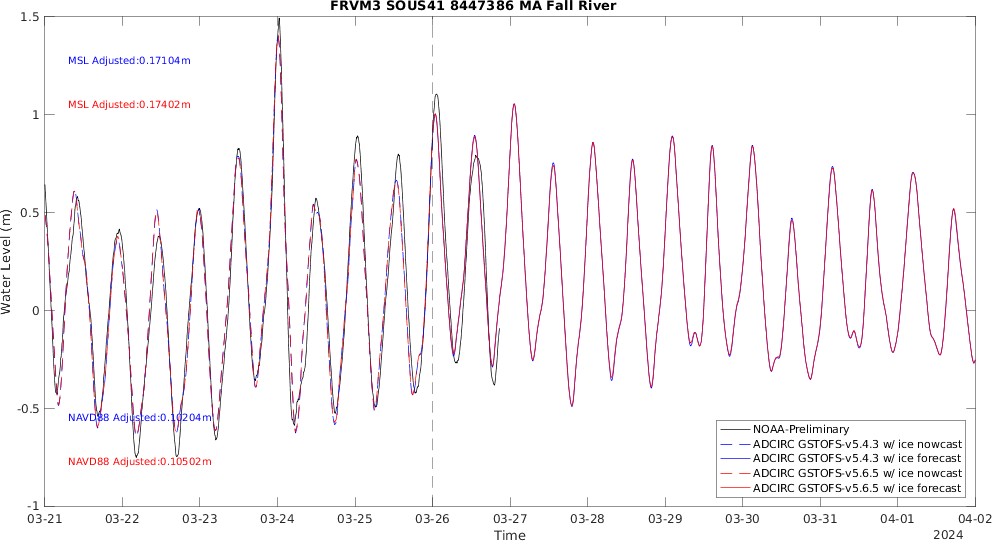 FRVM3 SOUS41 8447386 MA Fall River
1.5
1
0.5
0
-0.5
-1
Water Level (m)
MSL Adjusted:0.17104m
MSL Adjusted:0.17402m
NAVD88 Adjusted:0.10204m
NAVD88 Adjusted:0.10502m
NOAA-Preliminary
ADCIRC GSTOFS-v5.4.3 w/ ice nowcast
ADCIRC GSTOFS-v5.4.3 w/ ice forecast
ADCIRC GSTOFS-v5.6.5 w/ ice nowcast
ADCIRC GSTOFS-v5.6.5 w/ ice forecast
03-21 03-22 03-23 03-24 03-25 03-26 03-27 03-28 03-29 03-30 03-31 04-01 04-02
Time
2024